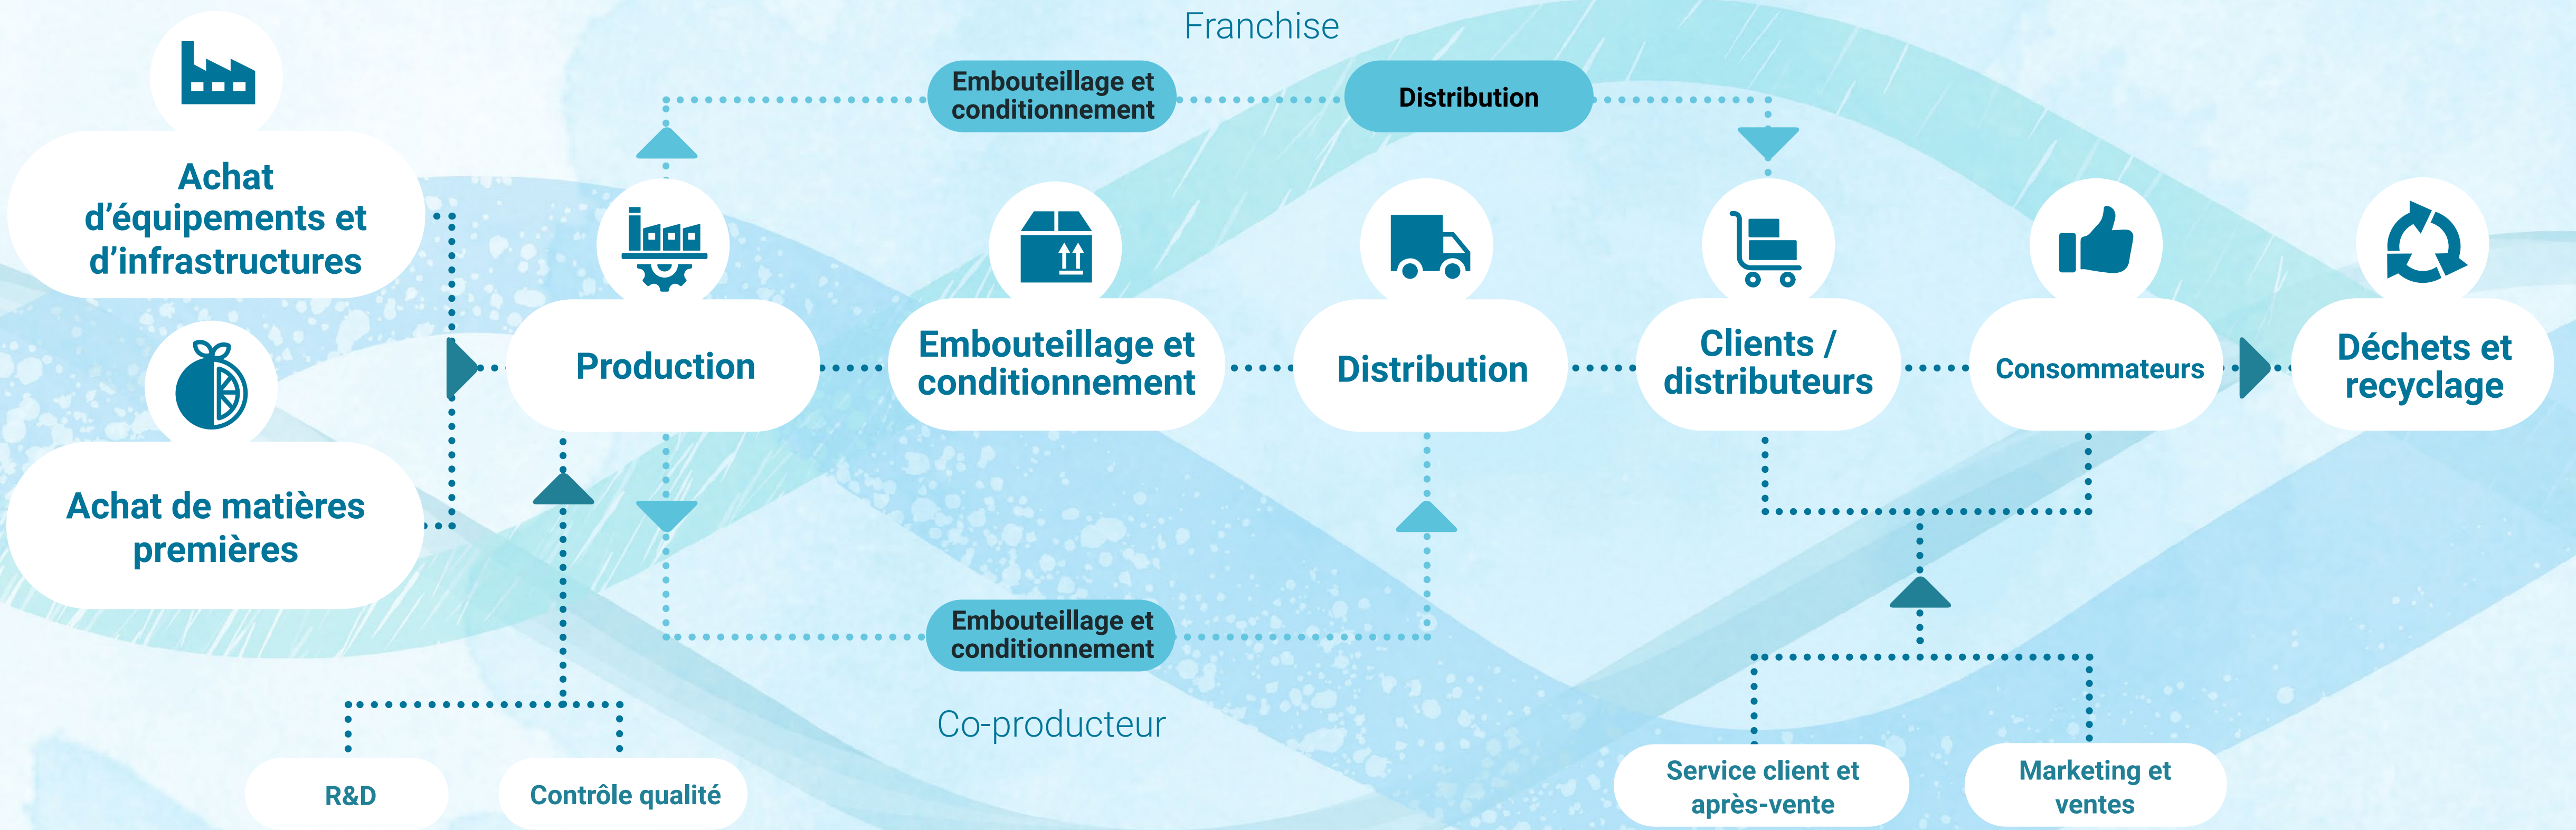 Franchise
Embouteillage et
conditionnement
Distribution
Achat
d’équipements et
d’infrastructures
Achat de matières
premières
Production
Embouteillage et
conditionnement
Distribution
Clients /
distributeurs
Consommateurs
Déchets et
recyclage
Embouteillage et
conditionnement
Co-producteur
R&D
Contrôle qualité
Service client et
après-vente
Marketing et
ventes